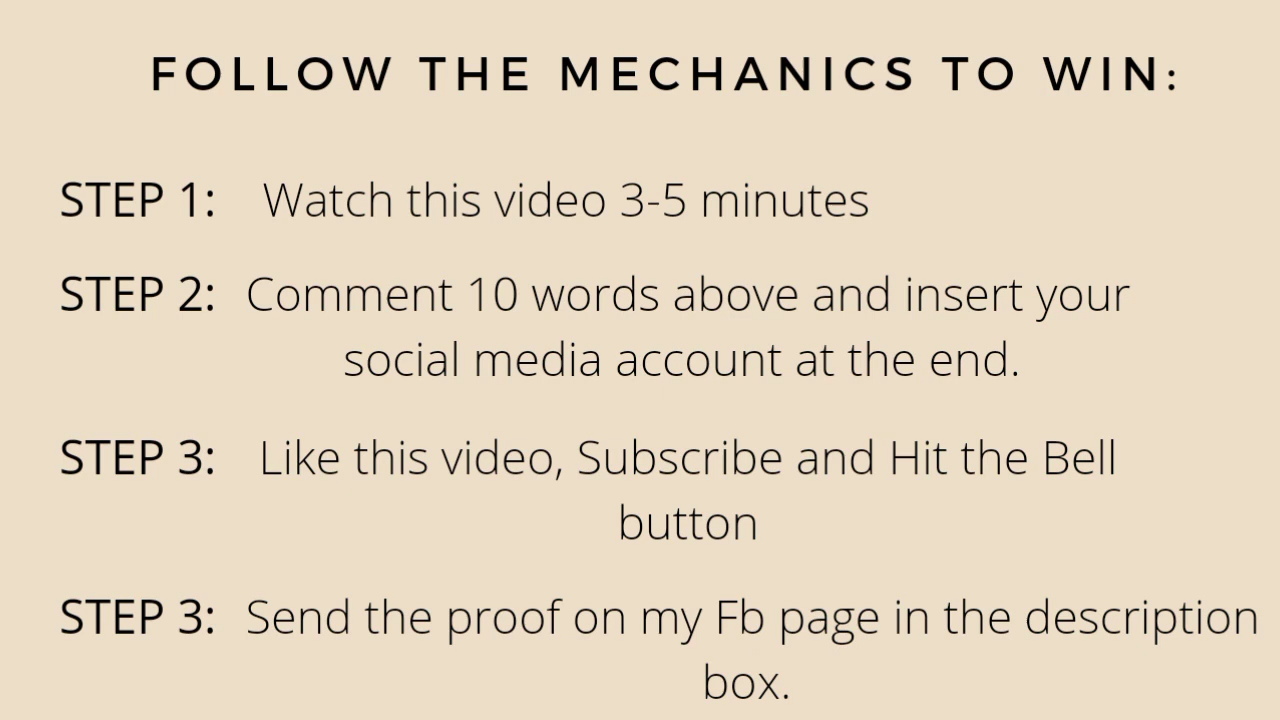 FOLLOW THE MECHANICS TO WIN:
STEP 1: Watch this video 3-5 minutes
STEP 2: Comment 10 words above and insert your
social media account at the end.
STEP 3: Like this video, Subscribe and Hit the Bell
button
STEP 3: Send the proof on my Fb page in the description
box.